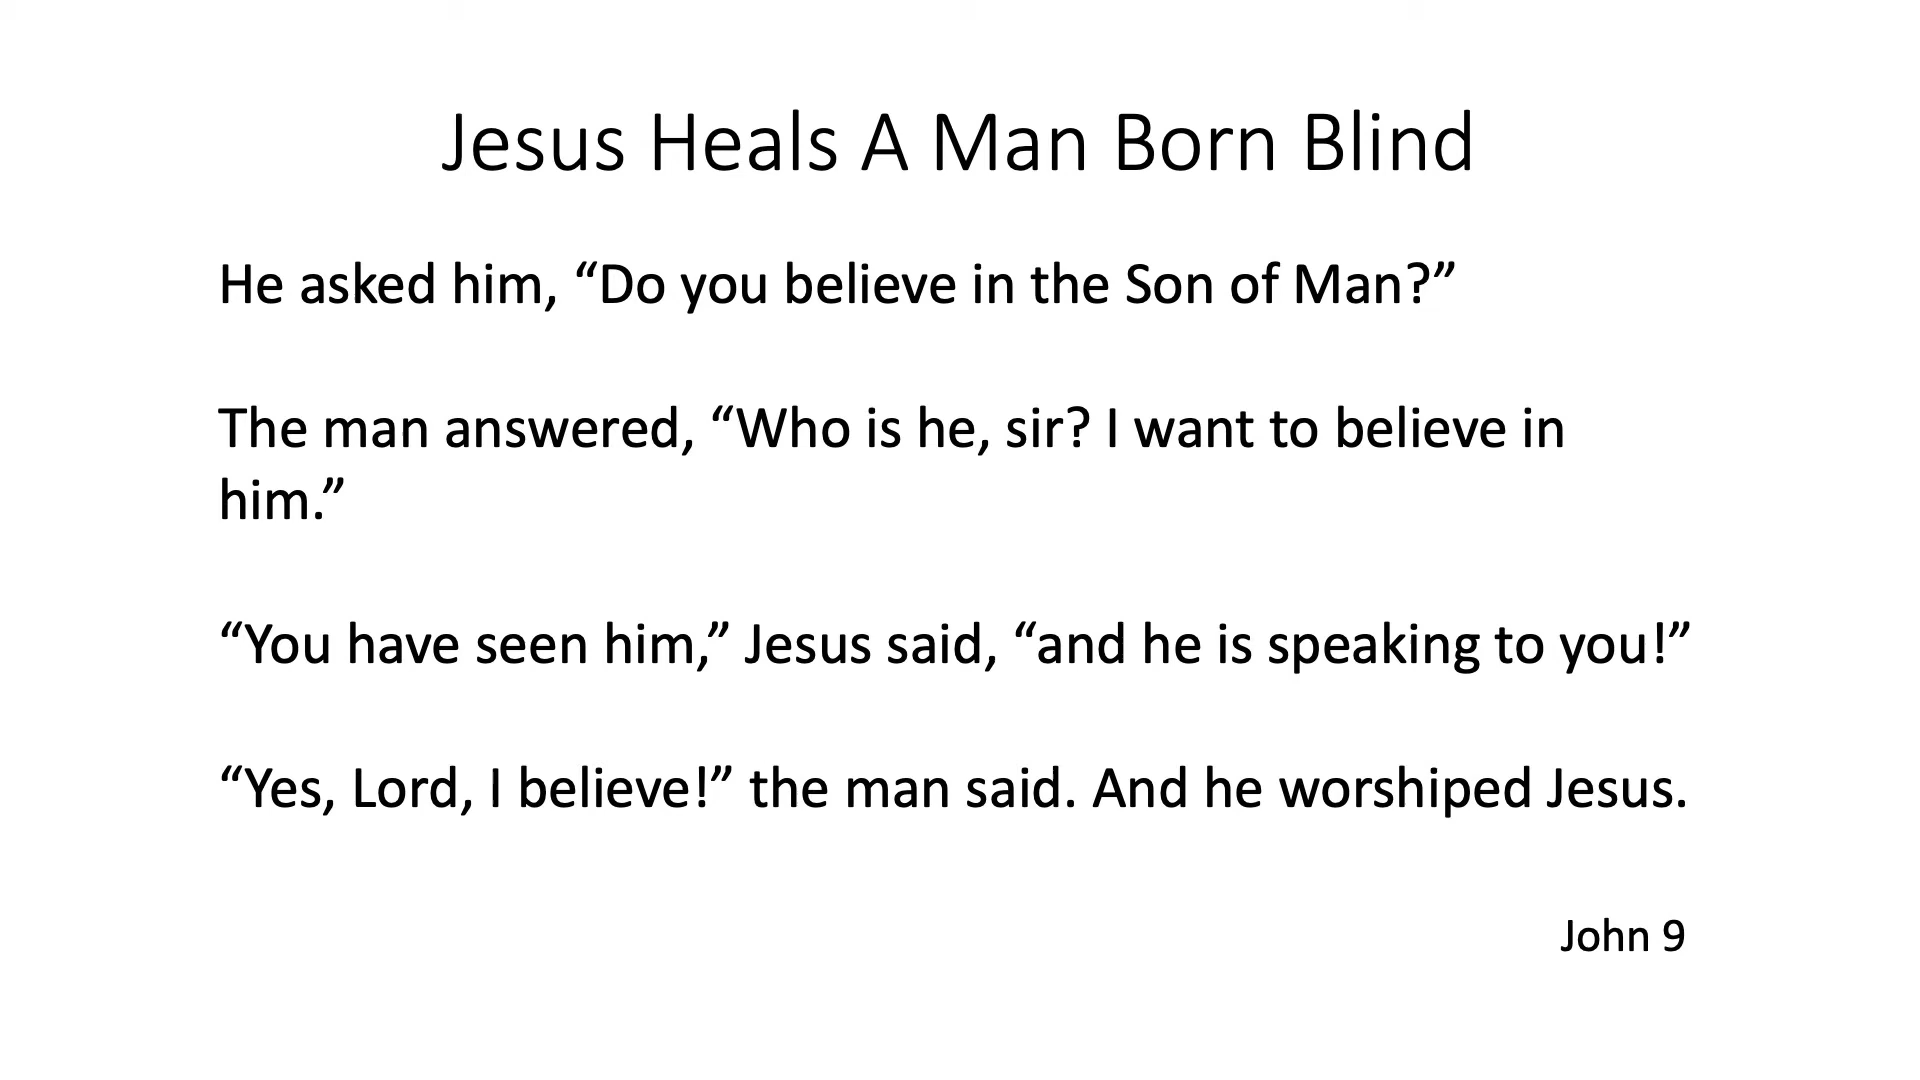 Jesus Heals A Man Born Blind
He asked him, “Do you believe in the Son of Man?”
The man answered, “Who is he, sir? I want to believe in
him.”
“You have seen him,” Jesus said, “and he is speaking to you!”
“Yes, Lord, I believe!” the man said. And he worshiped Jesus.
John 9